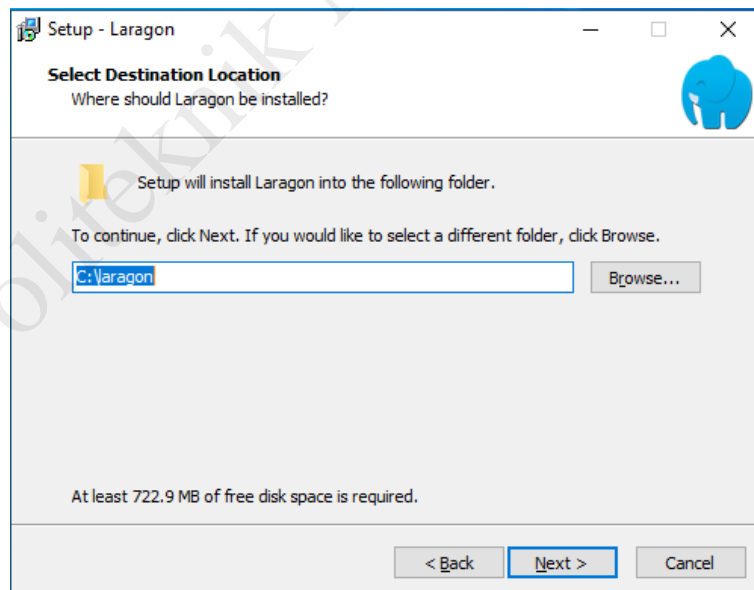 Setup - Laragon
Select Destination Location
Where should Laragon be installed?
Setup will install Laragon into the following folder.
To continue, click Next. If you would like to select a different folder, click Browse.
C:\laragon
Browse...
At least 722.9 MB of free disk space is required.
< Back
Next >
Cancel
oliteknik